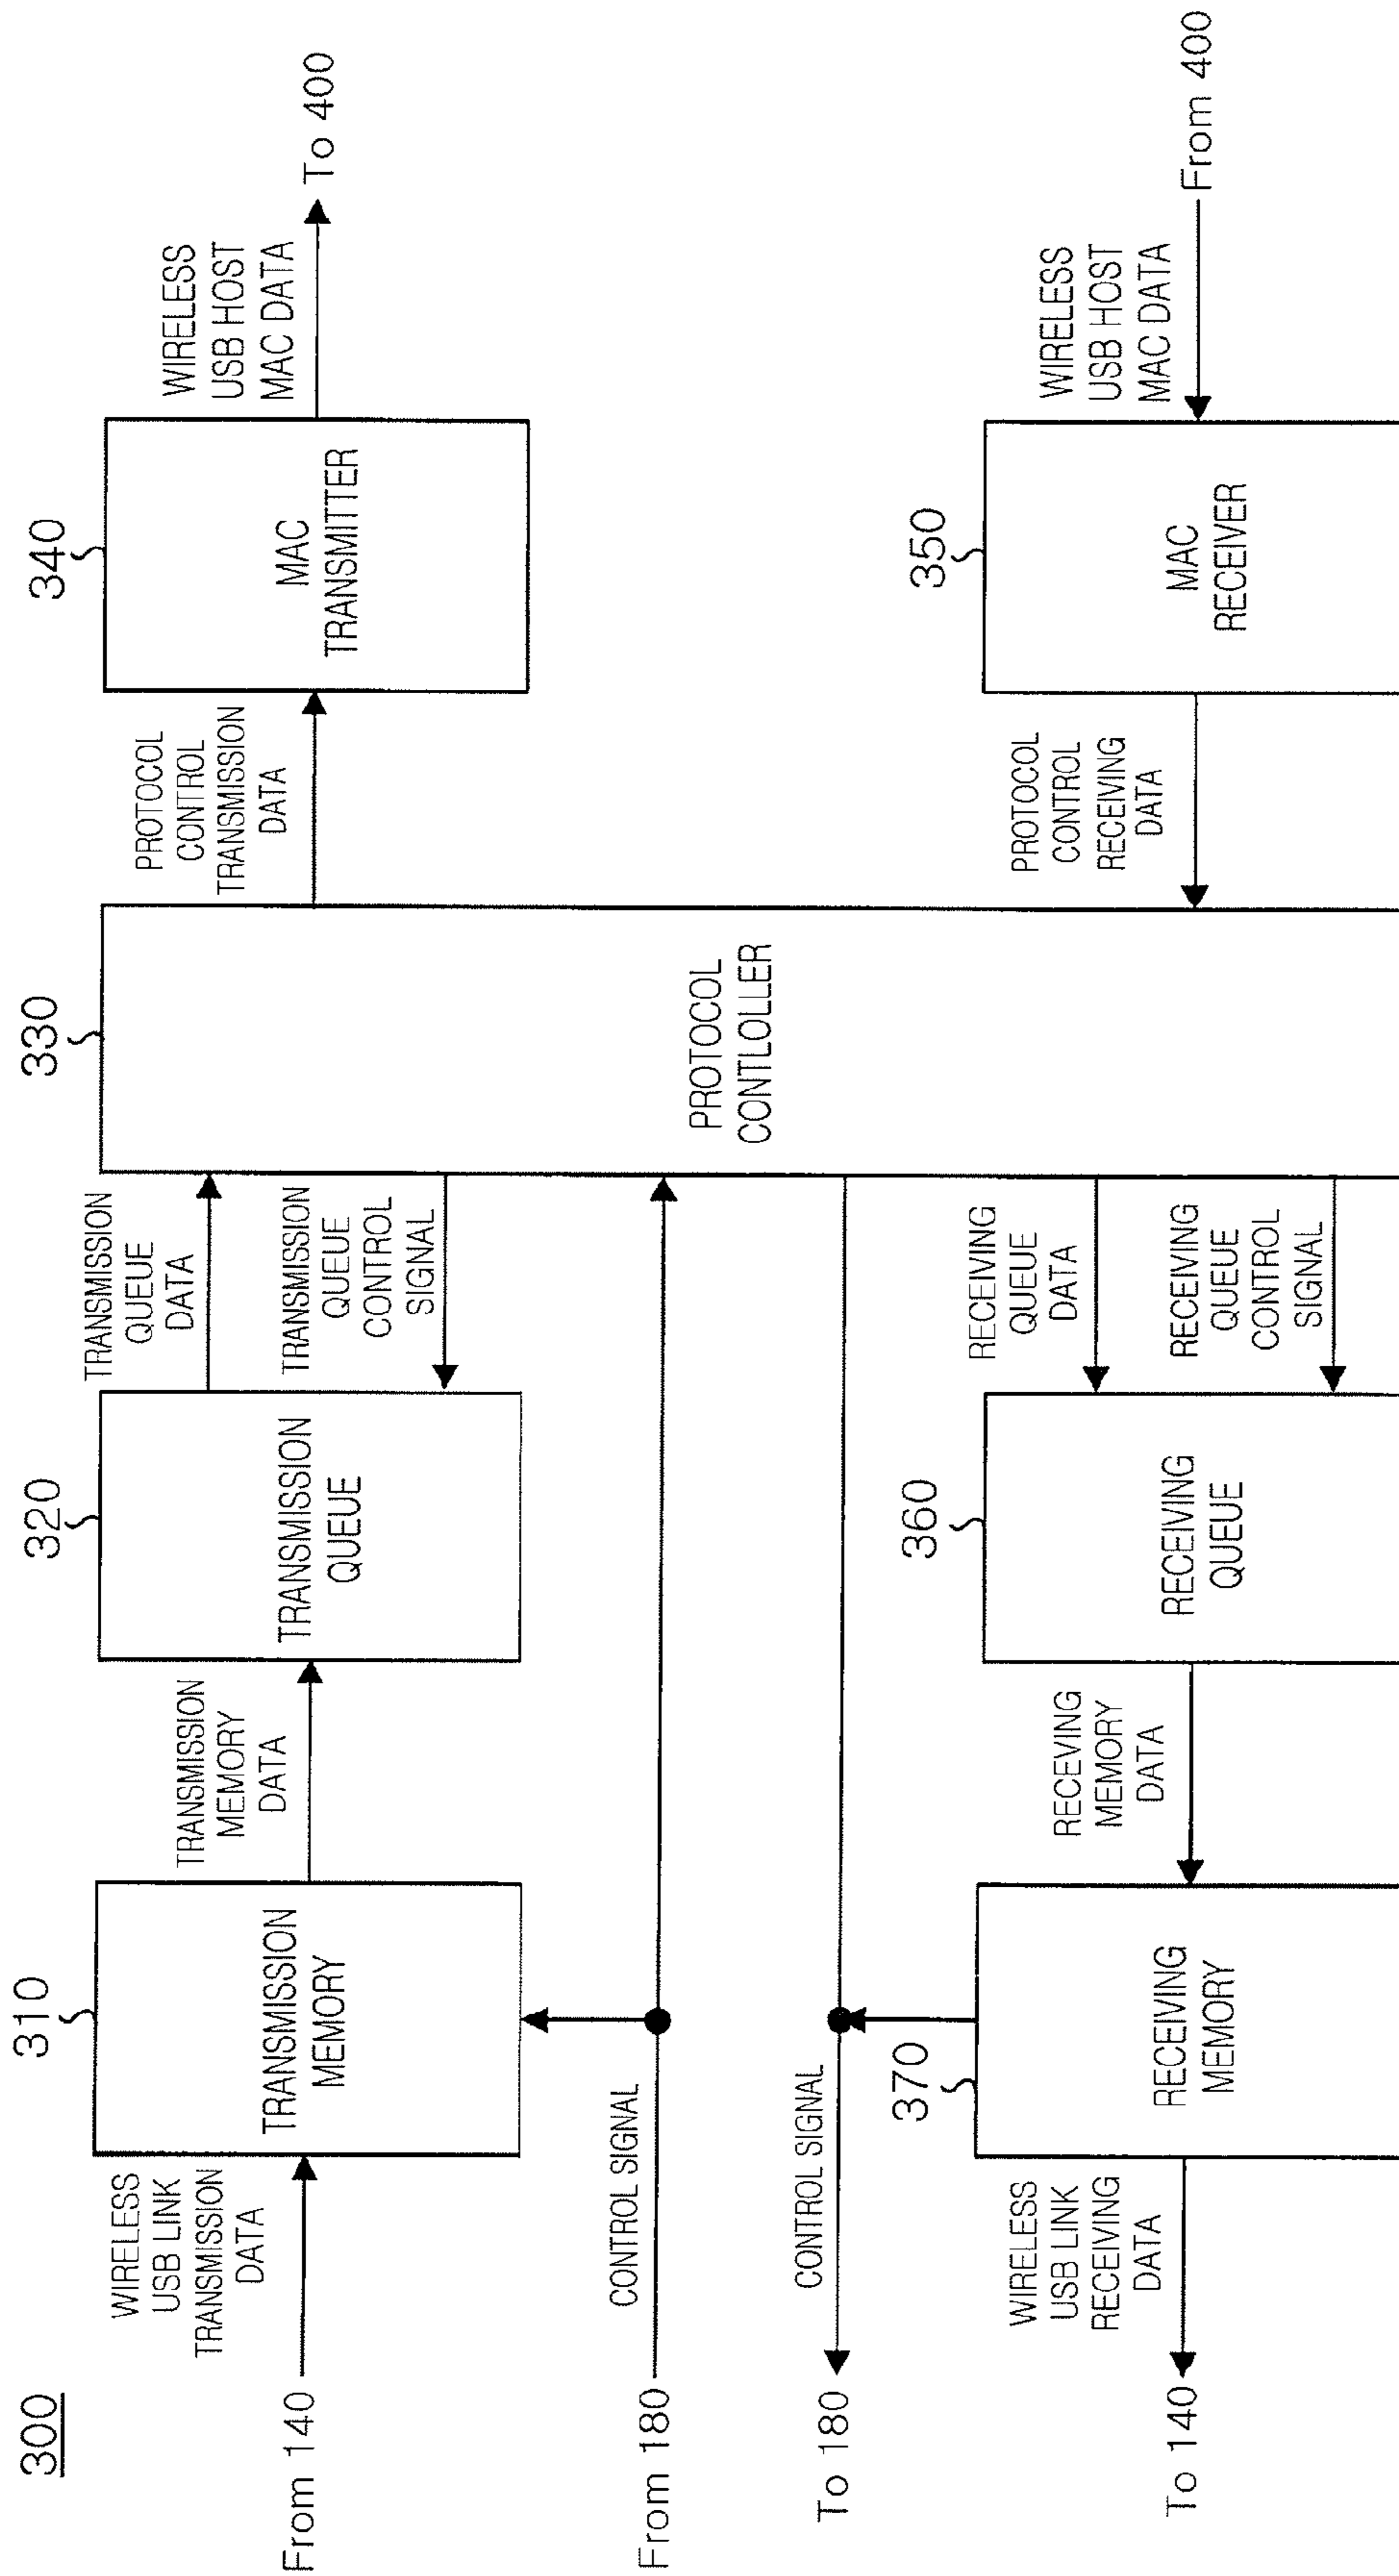 300
310
320
330
340
From 140
WIRELESS
USB LINK
TRANSMISSION
DATA
TRANSMISSION
MEMORY
TRANSMISSION
MEMORY
DATA
TRANSMISSION
QUEUE
TRANSMISSION
QUEUE
DATA
TRANSMISSION
QUEUE
CONTROL
SIGNAL
PROTOCOL
CONTLOLLER
PROTOCOL
CONTROL
TRANSMISSION
DATA
MAC
TRANSMITTER
WIRELESS
USB HOST
MAC DATA
To 400
From 180
CONTROL SIGNAL
To 180
CONTROL SIGNAL
370
360
350
To 140
WIRELESS
USB LINK
RECEIVING
DATA
RECEIVING
MEMORY
RECEVING
MEMORY
DATA
RECEIVING
QUEUE
RECEIVING
QUEUE
DATA
RECEIVING
QUEUE
CONTROL
SIGNAL
PROTOCOL
CONTROL
RECEIVING
DATA
MAC
RECEIVER
WIRELESS
USB HOST
MAC DATA
From 400